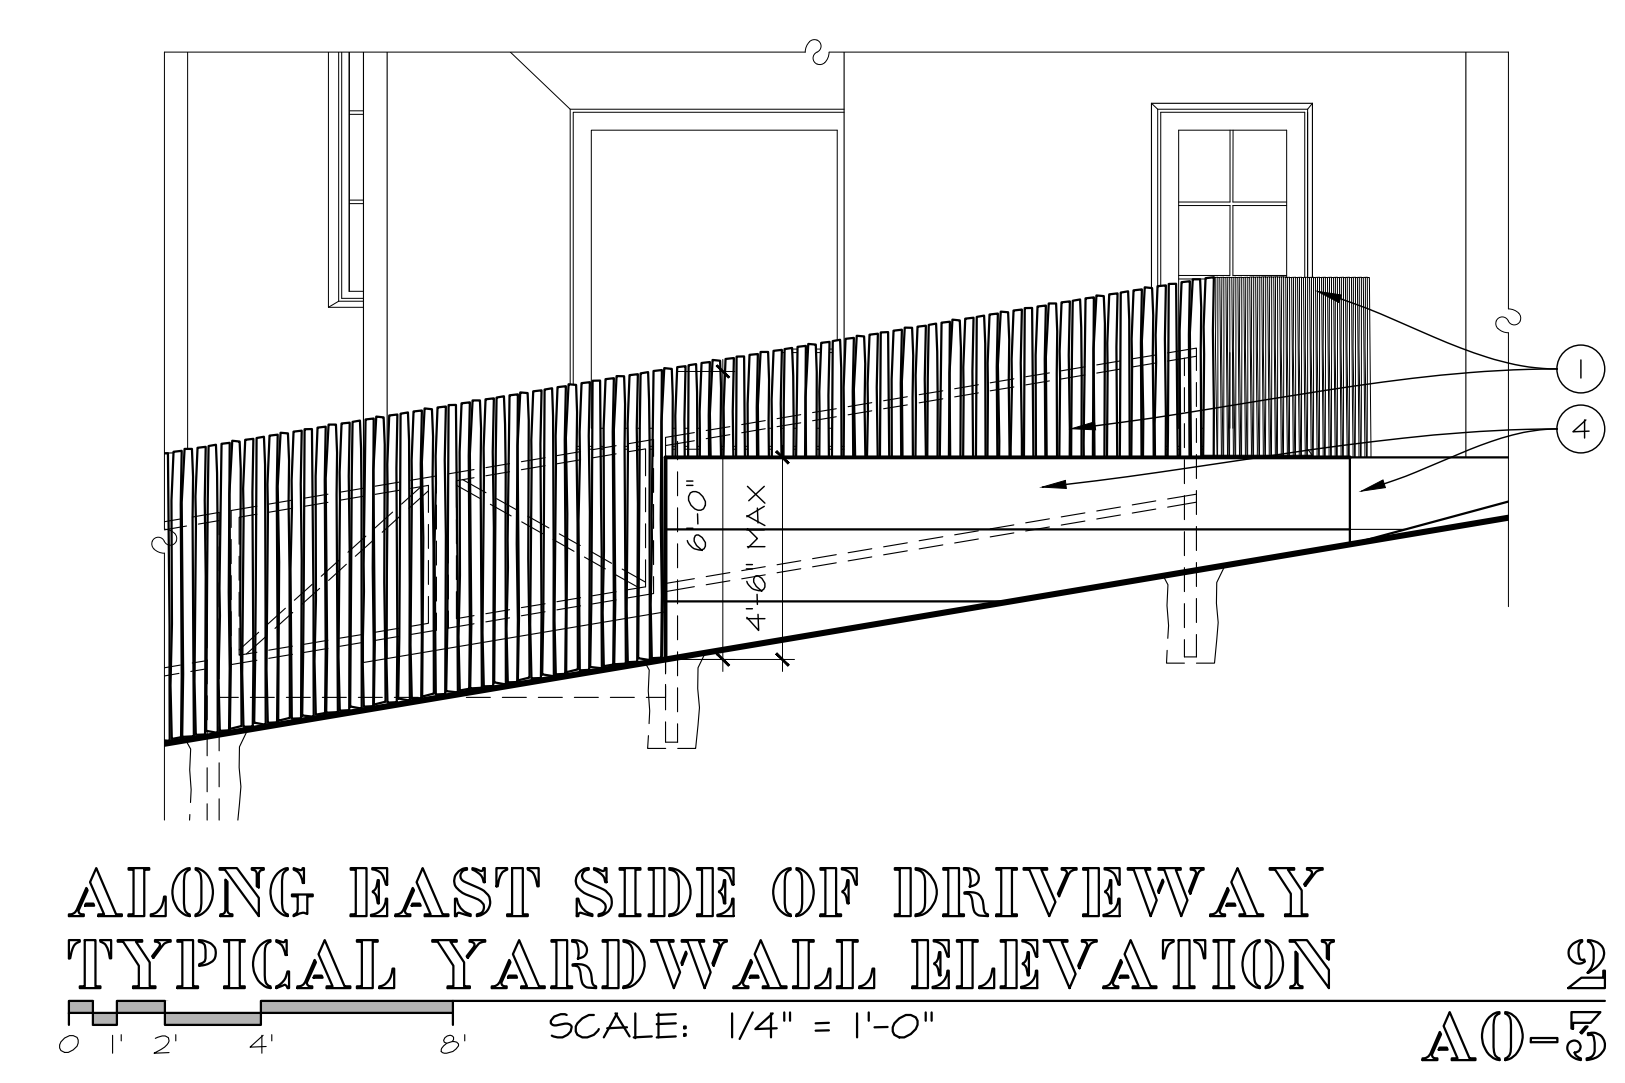 1
4
6'-0"
4'-6" MAX
ALONG EAST SIDE OF DRIVEWAY
TYPICAL YARDWALL ELEVATION 2
0 1' 2' 4' 8' SCALE: 1/4" = 1'-0" A0-3